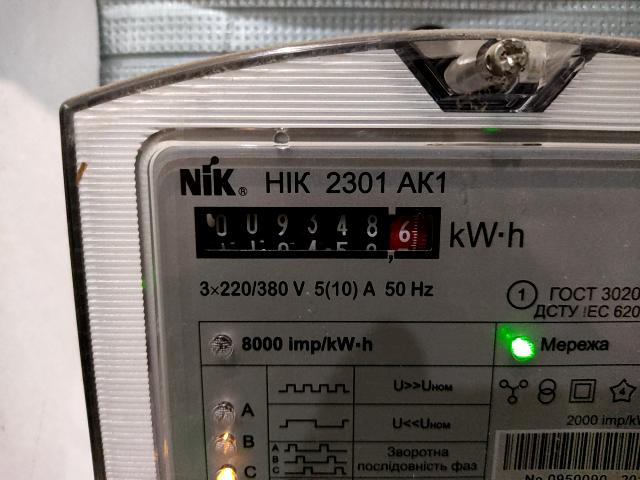 NiK® НІК 2301 АК1
0093486 kW·h
3×220/380 V 5(10) A 50 Hz
1 ГОСТ 3020
ДСТУ IEC 620
8000 imp/kW·h
Мережа
A
B
C
U>>Uном
U<<Uном
4
2000 imp/k
A
B
C
Зворотна
послідовність фаз